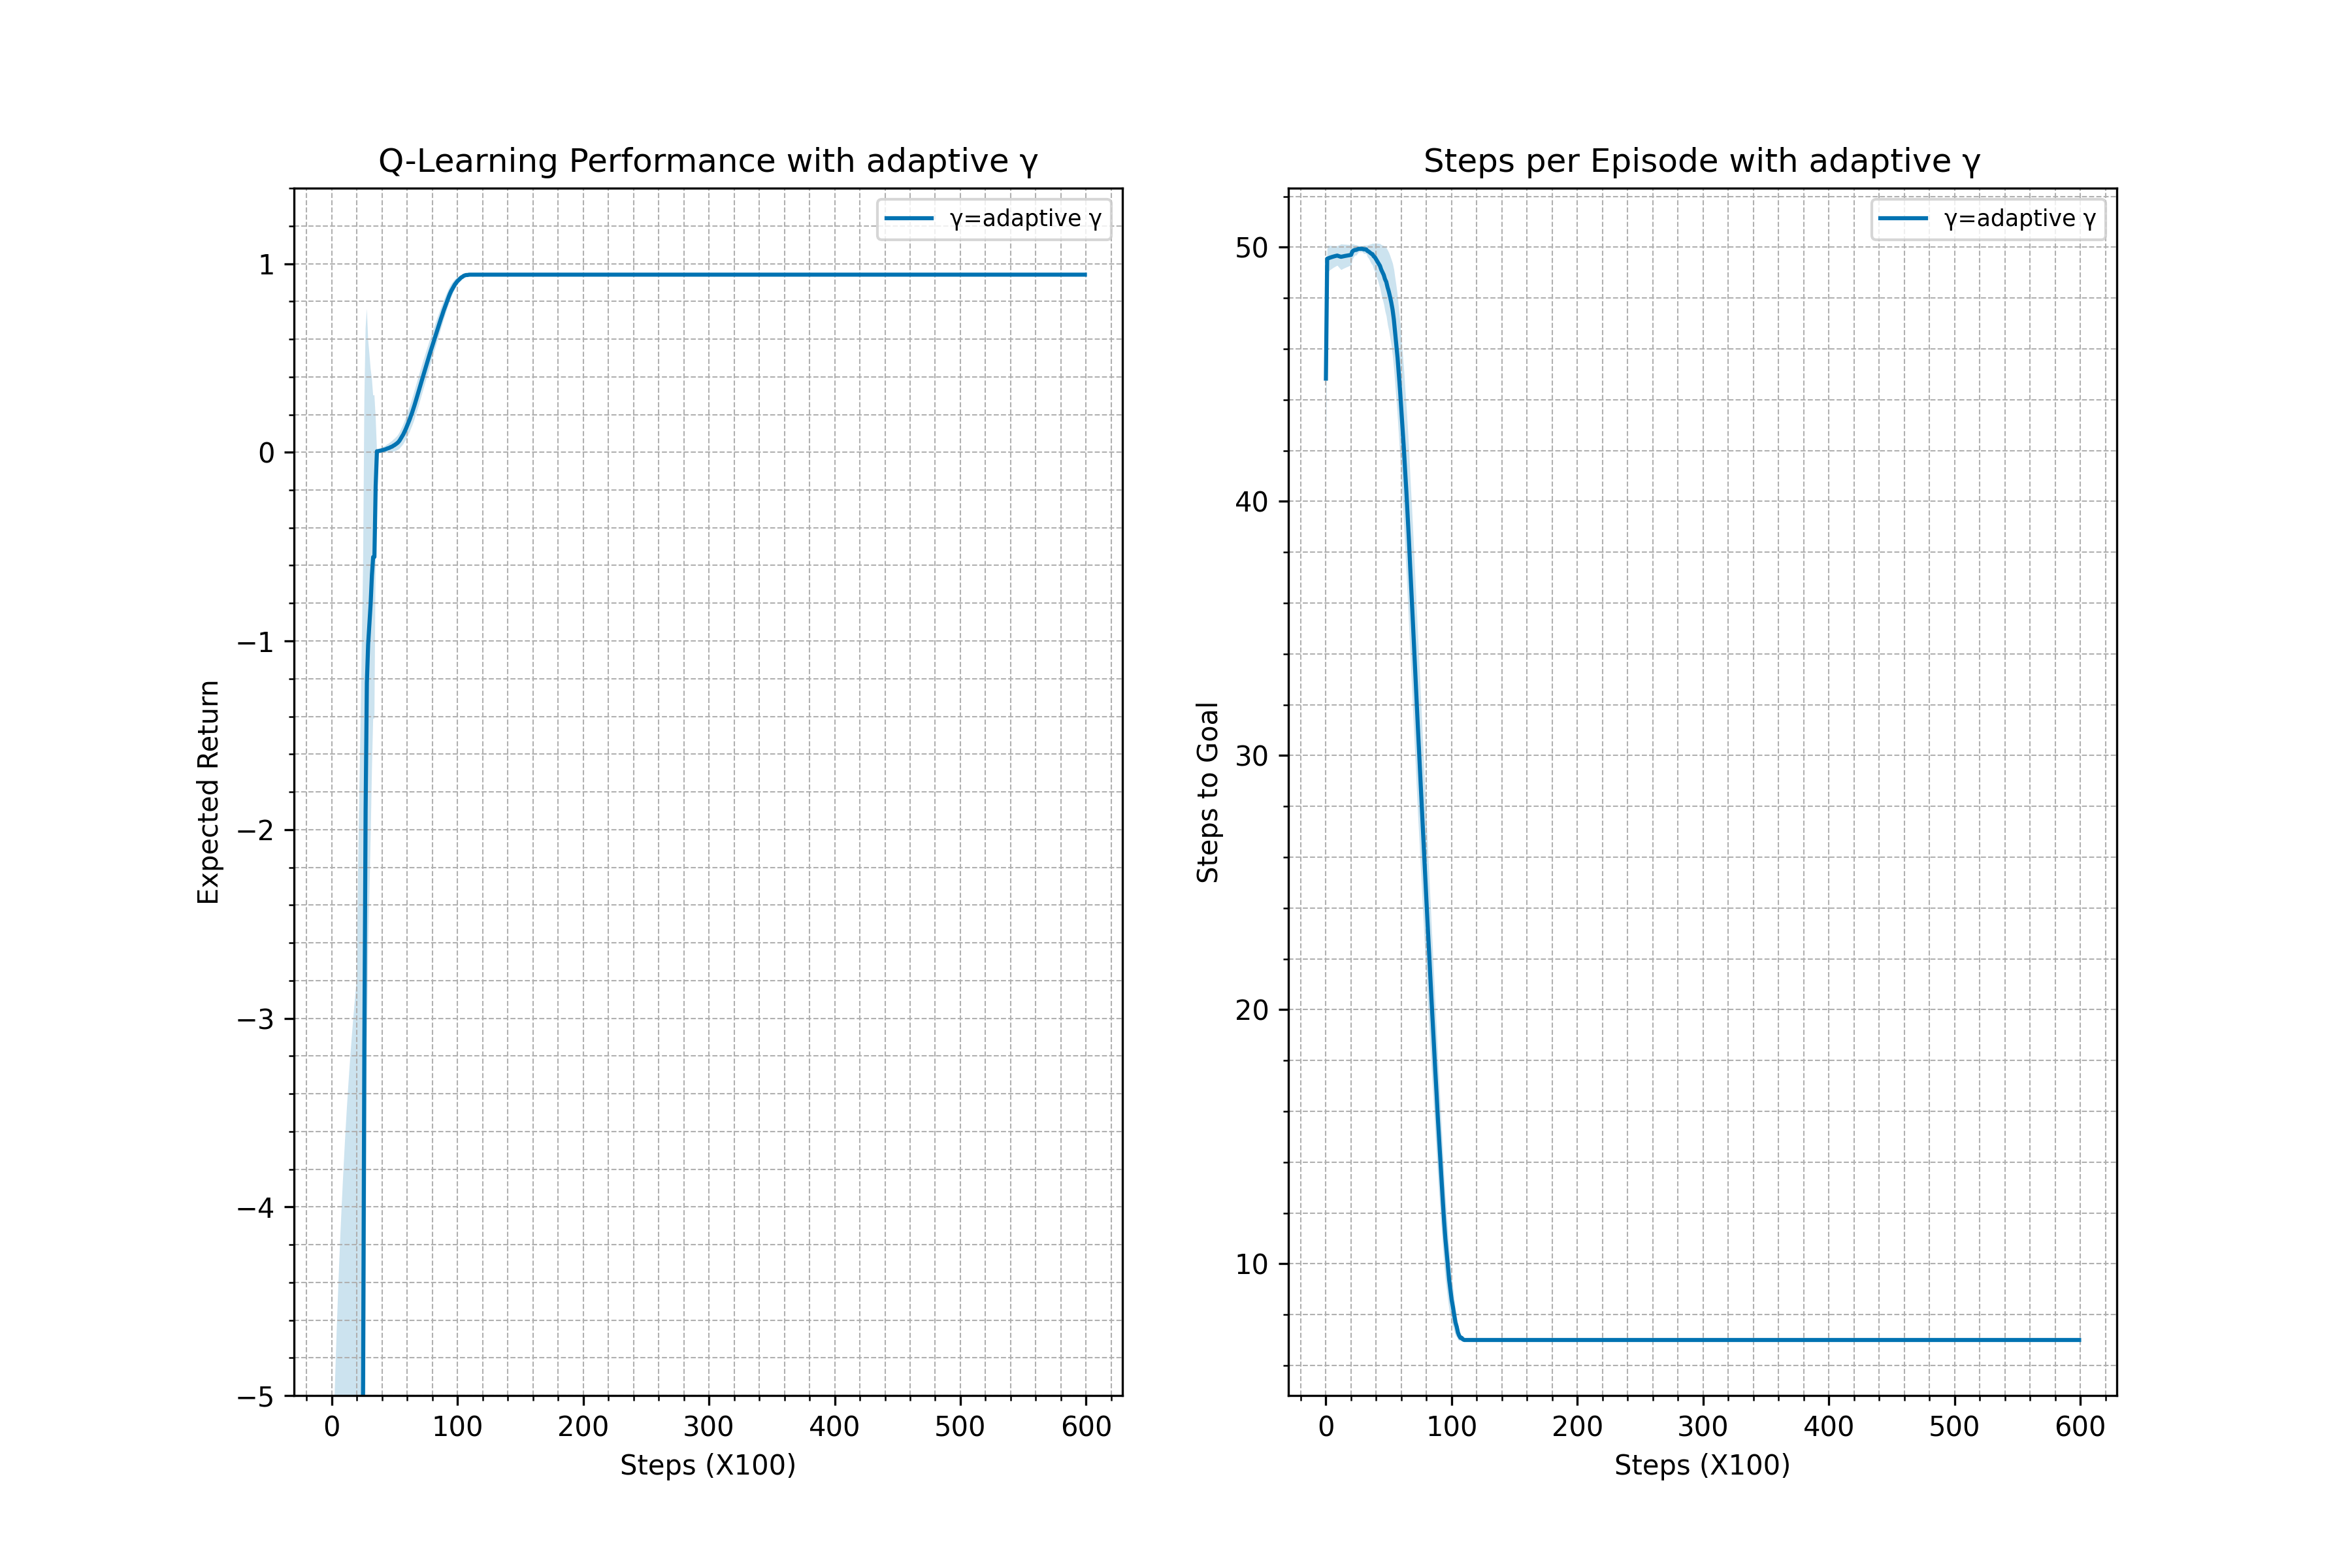 Q-Learning Performance with adaptive γ
γ=adaptive γ
1
0
−1
−2
−3
−4
−5
Expected Return
0 100 200 300 400 500 600
Steps (X100)
Steps per Episode with adaptive γ
γ=adaptive γ
50
40
30
20
10
Steps to Goal
0 100 200 300 400 500 600
Steps (X100)